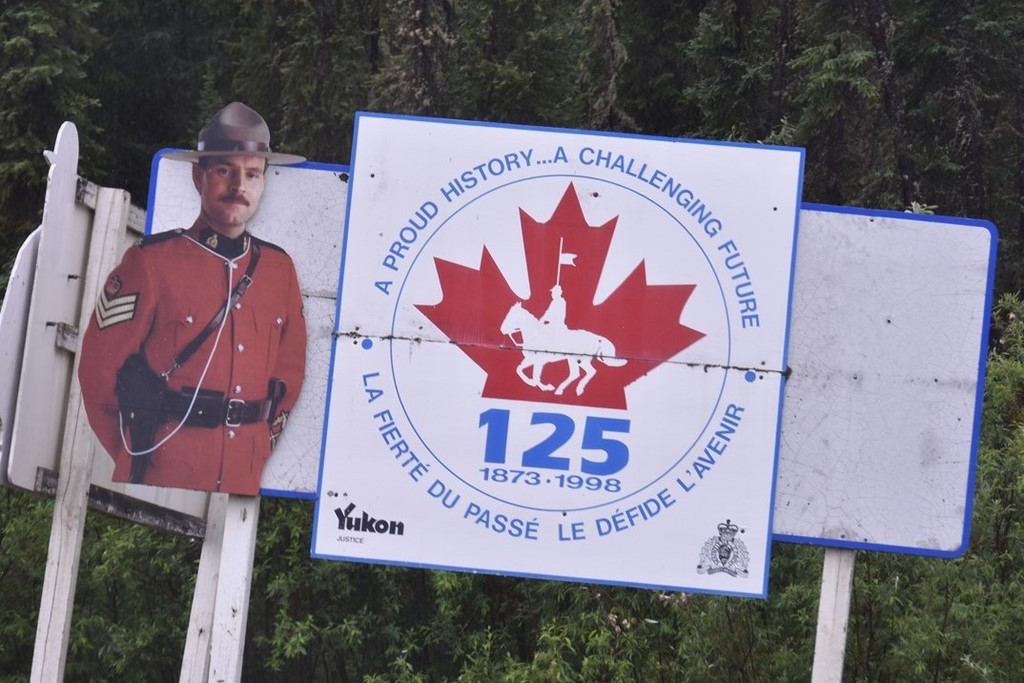 A PROUD HISTORY...A CHALLENGING FUTURE
125
1873·1998
LA FIERTÉ DU PASSÉ LE DÉFIDE L'AVENIR
Yukon
JUSTICE